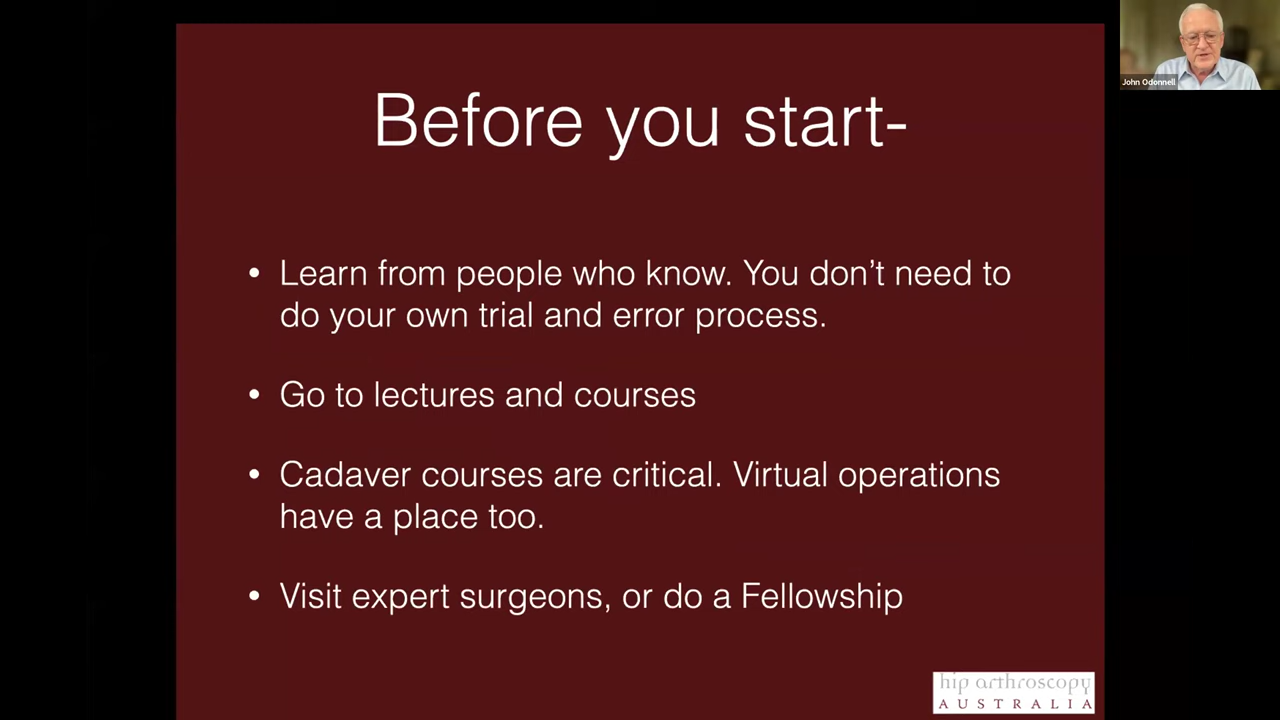 John Odonnell
Before you start-
• Learn from people who know. You don’t need to
do your own trial and error process.
• Go to lectures and courses
• Cadaver courses are critical. Virtual operations
have a place too.
• Visit expert surgeons, or do a Fellowship
hip arthroscopy
AUSTRALIA